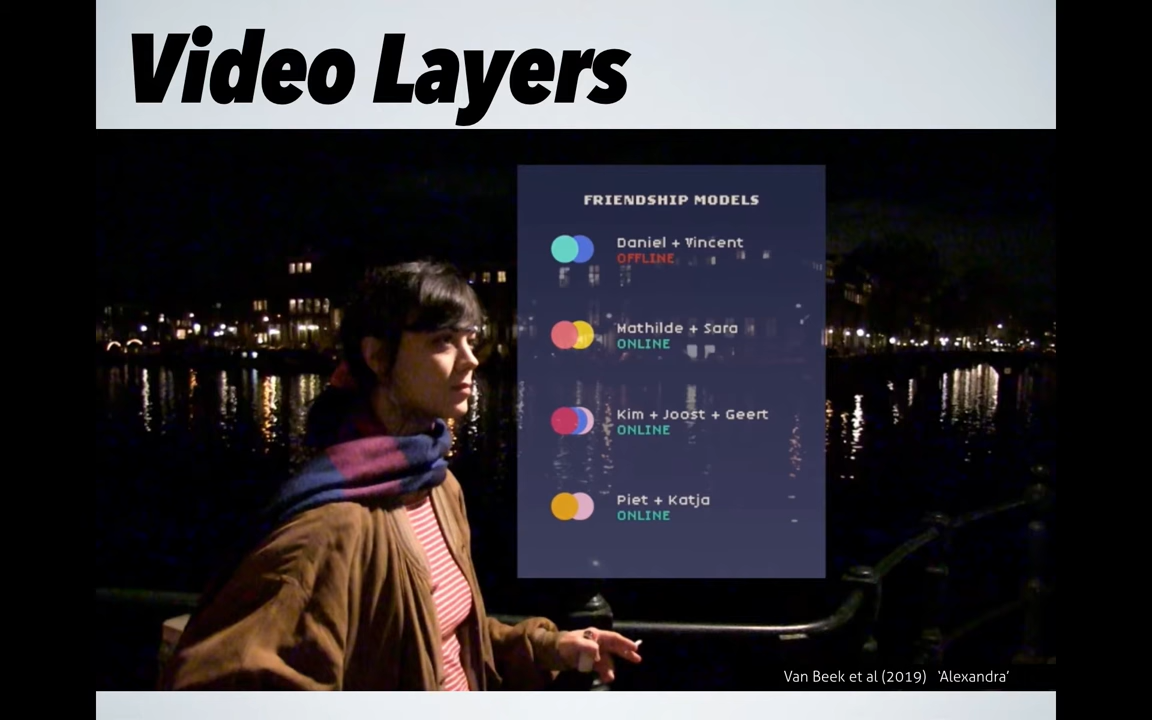 Video Layers
FRIENDSHIP MODELS
Daniel + Vincent
OFFLINE
Mathilde + Sara
ONLINE
Kim + Joost + Geert
ONLINE
Piet + Katja
ONLINE
Van Beek et al (2019) 'Alexandra'